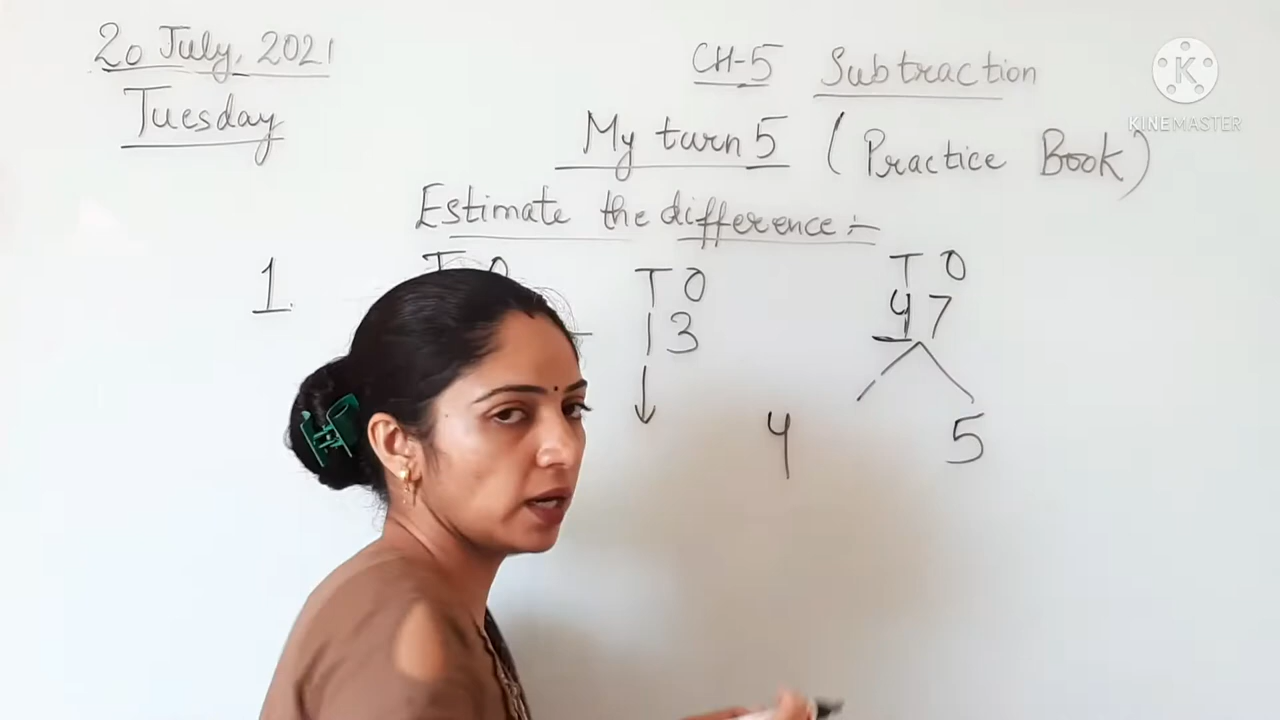 20 July, 2021
Tuesday
CH-5 Subtraction
KINEMASTER
My turn 5 (Practice Book)
Estimate the difference :-
1. T O T O T O
13 47
4 5